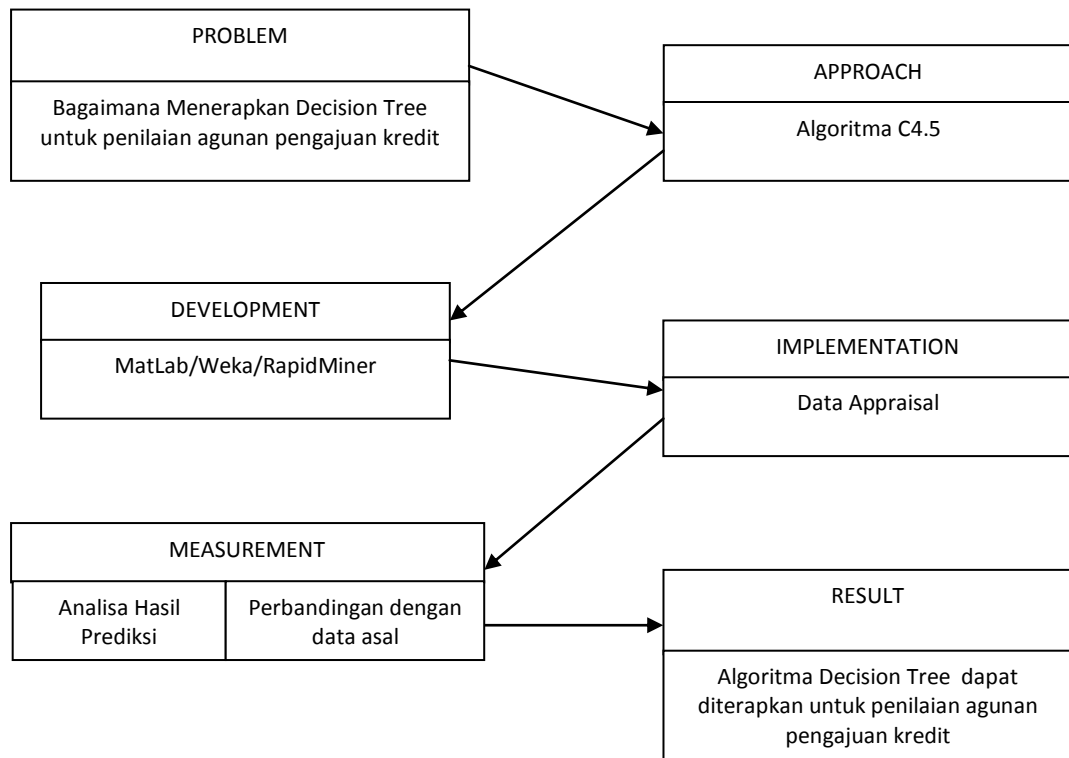 PROBLEM
Bagaimana Menerapkan Decision Tree
untuk penilaian agunan pengajuan kredit
APPROACH
Algoritma C4.5
DEVELOPMENT
MatLab/Weka/RapidMiner
IMPLEMENTATION
Data Appraisal
MEASUREMENT
Analisa Hasil
Prediksi
Perbandingan dengan
data asal
RESULT
Algoritma Decision Tree dapat
diterapkan untuk penilaian agunan
pengajuan kredit